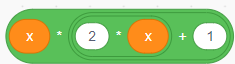 x * 2 * x + 1